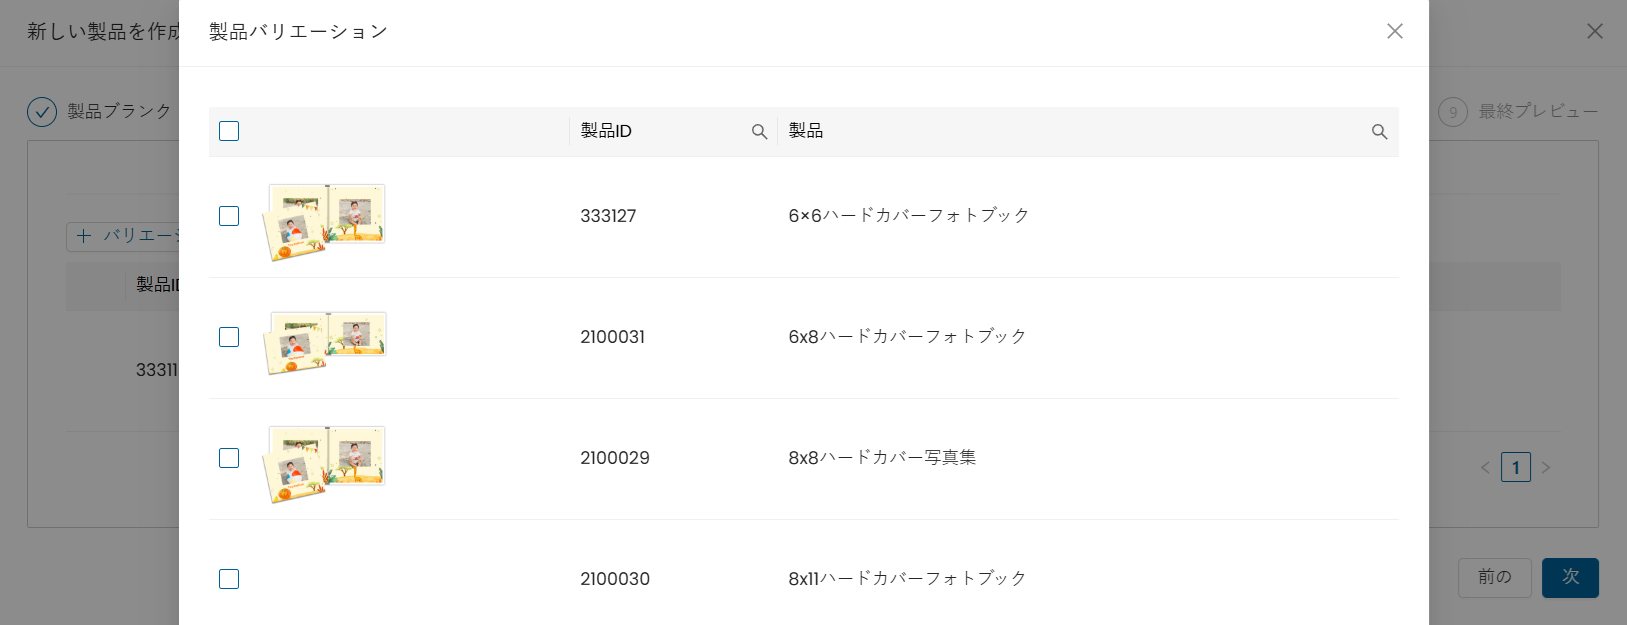 新しい製品を作成
製品バリエーション
製品ブランク
9 最終プレビュー
製品ID
製品
333127
6×6ハードカバーフォトブック
バリエー
製品ID
2100031
6x8ハードカバーフォトブック
33311
2100029
8x8ハードカバー写真集
< 1 >
2100030
8x11ハードカバーフォトブック
前の
次